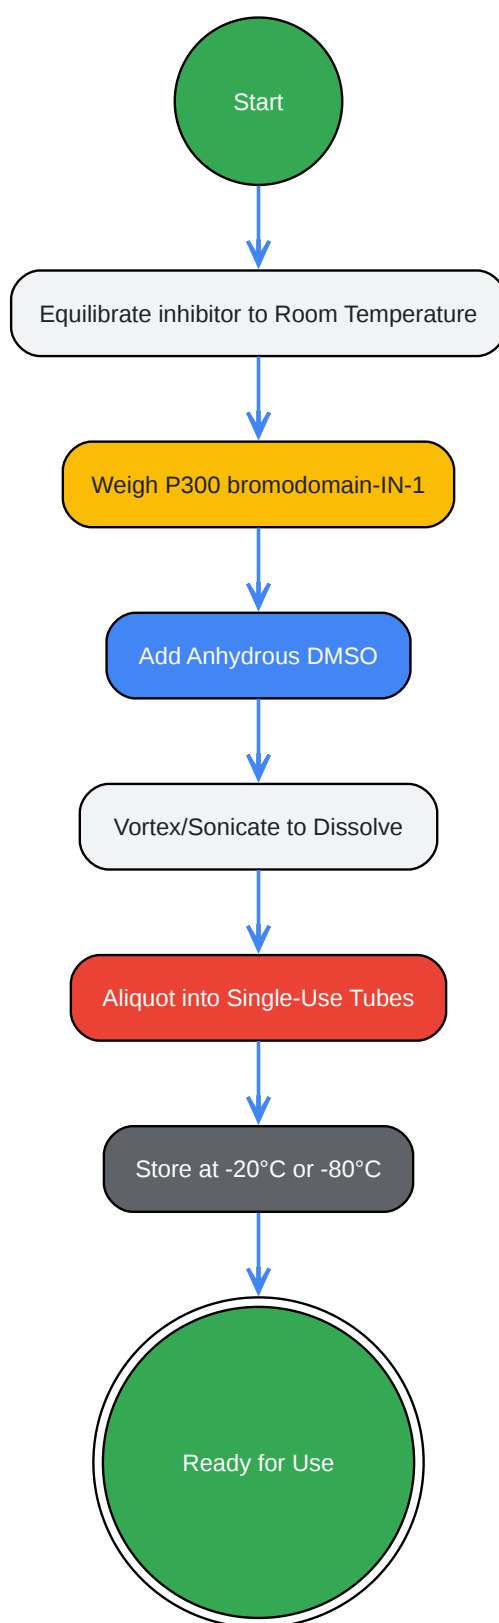 Start
Equilibrate inhibitor to Room Temperature
Weigh P300 bromodomain-IN-1
Add Anhydrous DMSO
Vortex/Sonicate to Dissolve
Aliquot into Single-Use Tubes
Store at -20°C or -80°C
Ready for Use